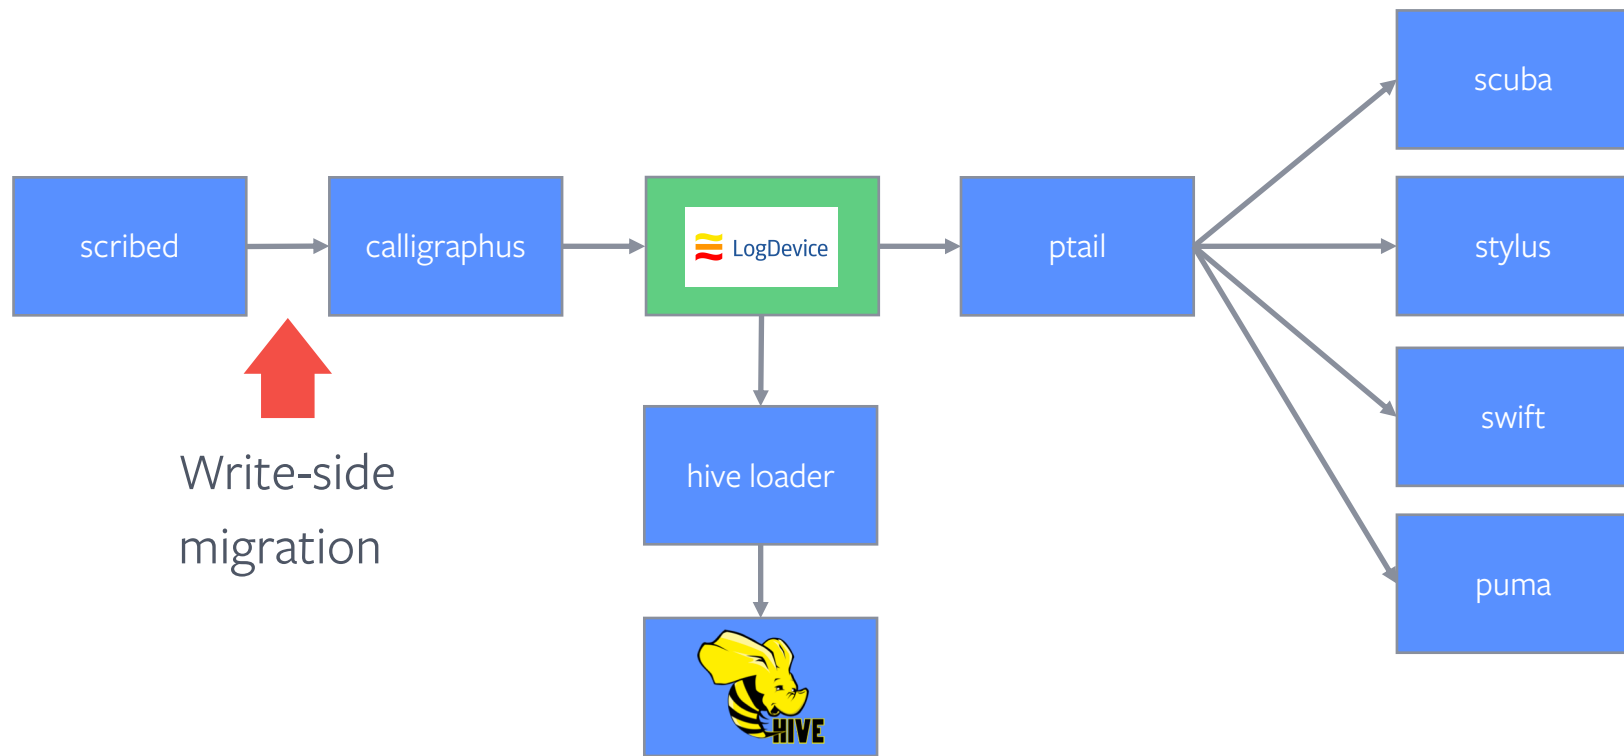 scuba
scribed
calligraphus
LogDevice
ptail
stylus
Write-side
migration
hive loader
swift
puma
HIVE